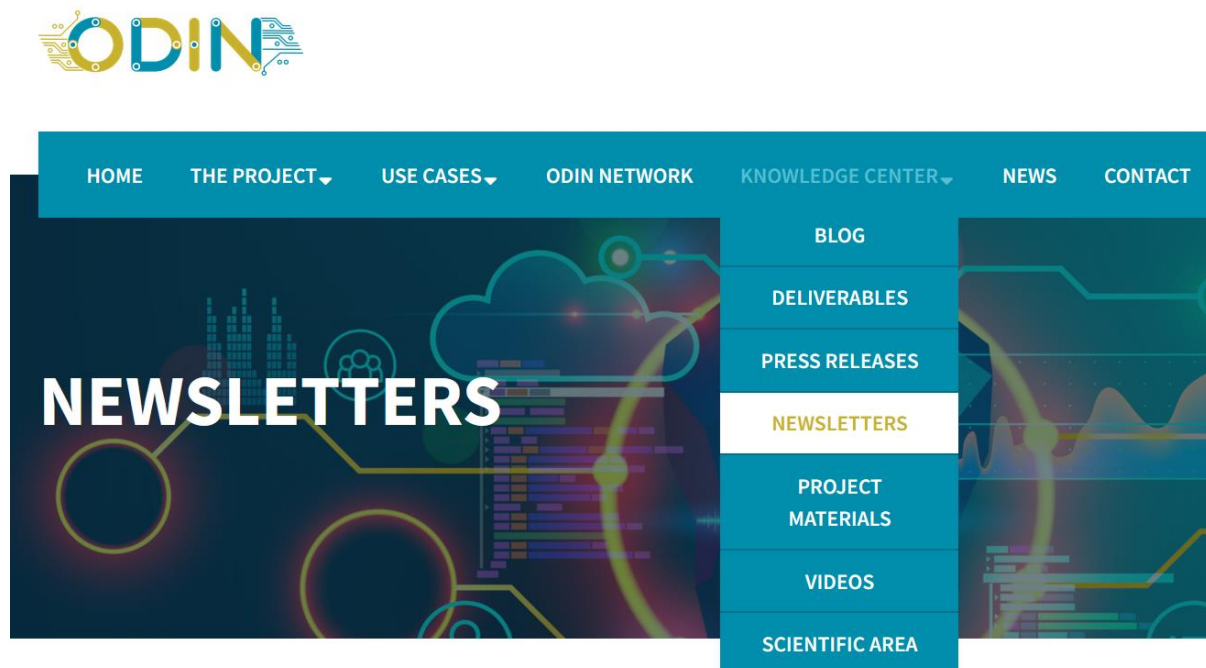 ODIN
HOME THE PROJECT USE CASES ODIN NETWORK KNOWLEDGE CENTER NEWS CONTACT
BLOG
DELIVERABLES
PRESS RELEASES
NEWSLETTERS
NEWSLETTERS
PROJECT
MATERIALS
VIDEOS
SCIENTIFIC AREA